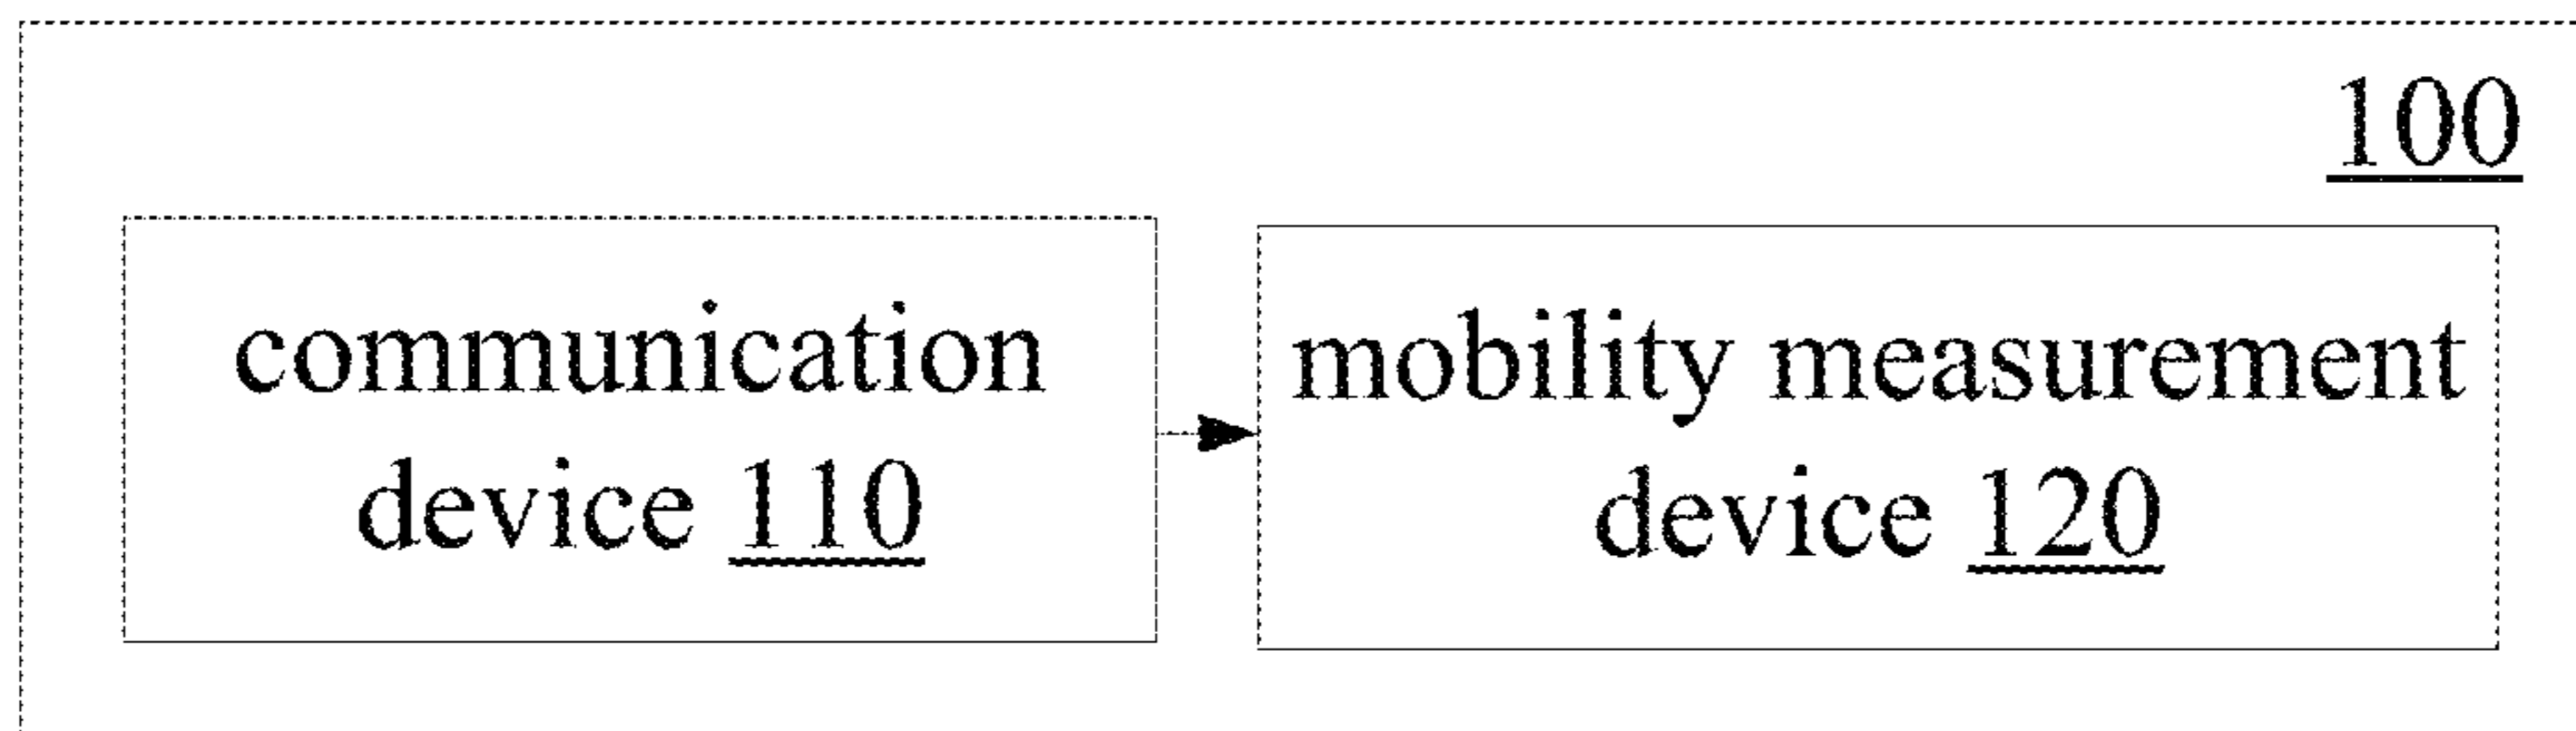 100
communication
device 110
mobility measurement
device 120